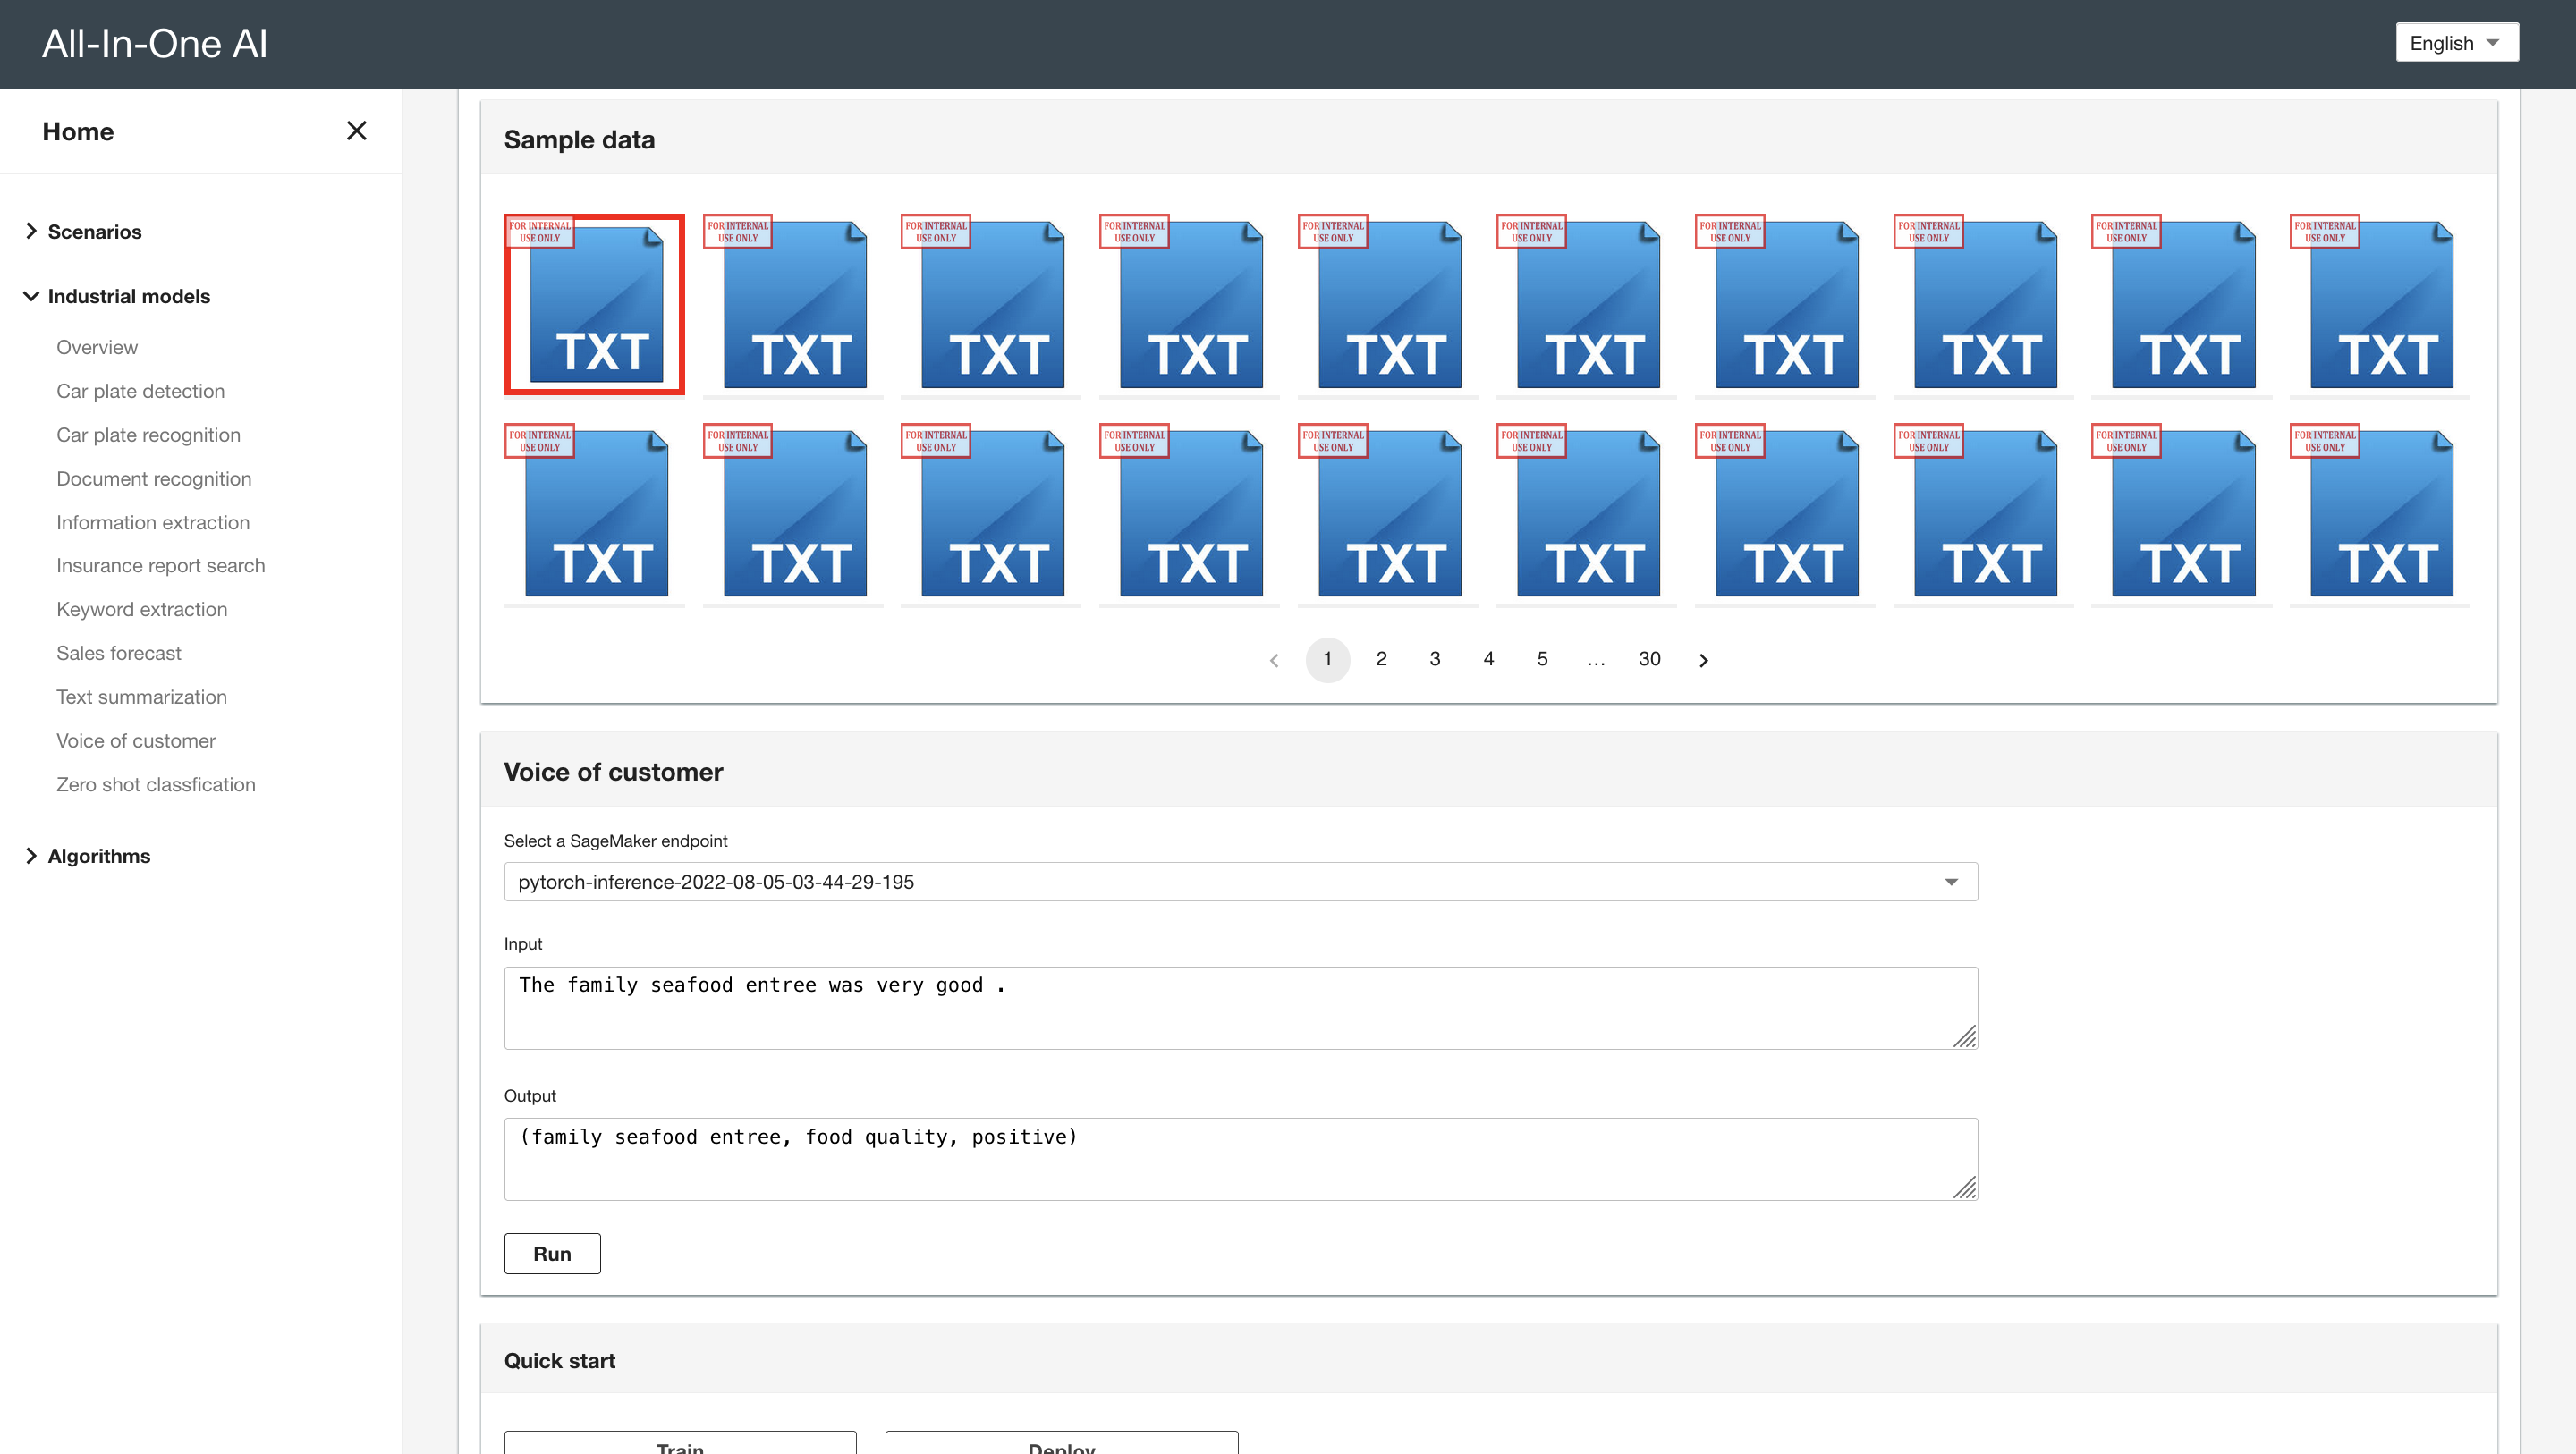 All-In-One AI
English
Home
Scenarios
Industrial models
Overview
Car plate detection
Car plate recognition
Document recognition
Information extraction
Insurance report search
Keyword extraction
Sales forecast
Text summarization
Voice of customer
Zero shot classfication
Algorithms
Sample data
FOR INTERNAL USE ONLY FOR INTERNAL USE ONLY FOR INTERNAL USE ONLY FOR INTERNAL USE ONLY FOR INTERNAL USE ONLY FOR INTERNAL USE ONLY FOR INTERNAL USE ONLY FOR INTERNAL USE ONLY FOR INTERNAL USE ONLY FOR INTERNAL USE ONLY
TXT TXT TXT TXT TXT TXT TXT TXT TXT TXT
FOR INTERNAL USE ONLY FOR INTERNAL USE ONLY FOR INTERNAL USE ONLY FOR INTERNAL USE ONLY FOR INTERNAL USE ONLY FOR INTERNAL USE ONLY FOR INTERNAL USE ONLY FOR INTERNAL USE ONLY FOR INTERNAL USE ONLY FOR INTERNAL USE ONLY
TXT TXT TXT TXT TXT TXT TXT TXT TXT TXT
1 2 3 4 5 ... 30
Voice of customer
Select a SageMaker endpoint
pytorch-inference-2022-08-05-03-44-29-195
Input
The family seafood entree was very good .
Output
(family seafood entree, food quality, positive)
Run
Quick start
Train Deploy